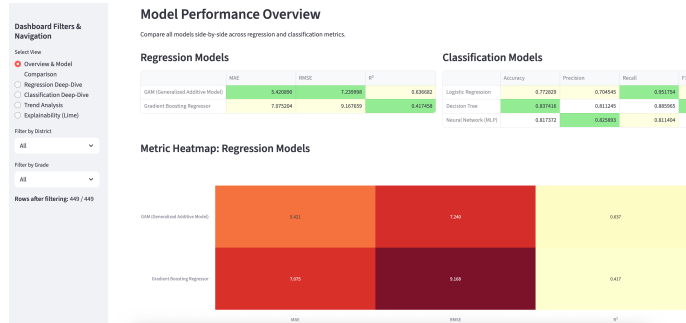 Dashboard Filters &
Navigation
Select View
Overview & Model
Comparison
Regression Deep-Dive
Classification Deep-Dive
Trend Analysis
Explainability (Lime)
Filter by District
All
Filter by Grade
All
Rows after filtering: 449 / 449
Model Performance Overview
Compare all models side-by-side across regression and classification metrics.
Regression Models
MAE RMSE R²
GAM (Generalized Additive Model) 5.420890 7.239998 0.636682
Gradient Boosting Regressor 7.075204 9.167659 0.417458
Classification Models
Accuracy Precision Recall
Logistic Regression 0.772829 0.704545 0.951754
Decision Tree 0.837416 0.811245 0.885965
Neural Network (MLP) 0.817372 0.825893 0.811404
Metric Heatmap: Regression Models
GAM (Generalized Additive Model) 5.421 7.240 0.637
Gradient Boosting Regressor 7.075 9.168 0.417
MAE RMSE R²